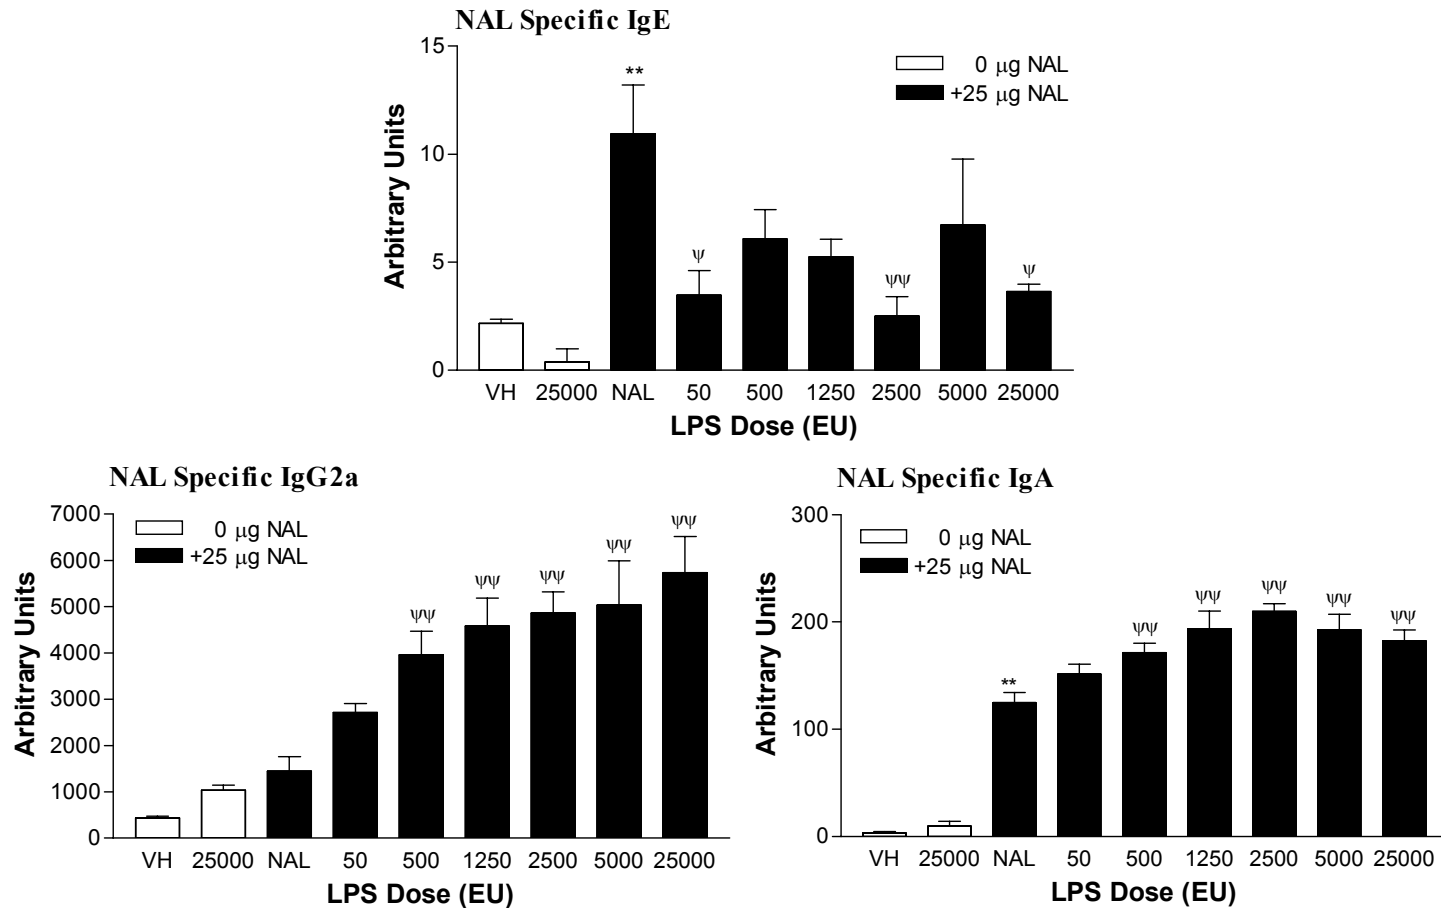 NAL Specific IgE
15
10
5
0
Arbitrary Units
**
ψ
ψψ
ψ
0 μg NAL
+25 μg NAL
VH 25000 NAL 50 500 1250 2500 5000 25000
LPS Dose (EU)
NAL Specific IgG2a
7000
6000
5000
4000
3000
2000
1000
0
Arbitrary Units
0 μg NAL
+25 μg NAL
ψψ
ψψ
ψψ
ψψ
ψψ
VH 25000 NAL 50 500 1250 2500 5000 25000
LPS Dose (EU)
NAL Specific IgA
300
200
100
0
Arbitrary Units
0 μg NAL
+25 μg NAL
**
ψψ
ψψ
ψψ
ψψ
ψψ
VH 25000 NAL 50 500 1250 2500 5000 25000
LPS Dose (EU)